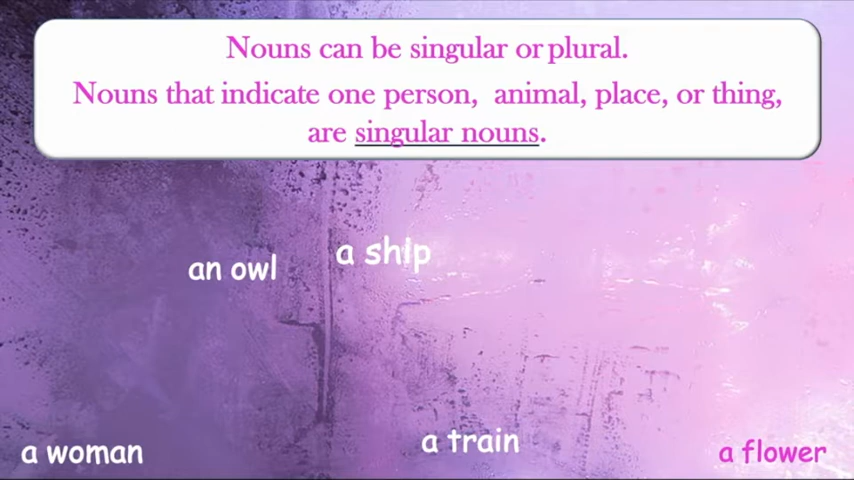 Nouns can be singular or plural.
Nouns that indicate one person, animal, place, or thing,
are singular nouns.
a ship
an owl
a train
a woman
a flower